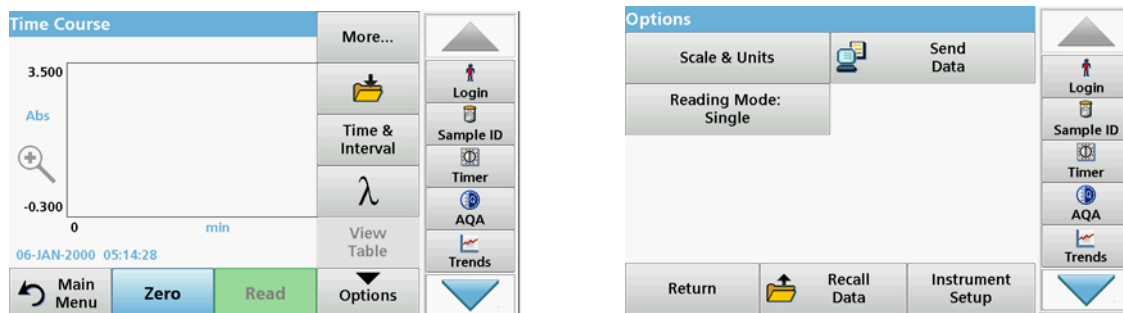 Time Course
More...
3.500
Abs
-0.300
0
min
06-JAN-2000 05:14:28
Time &
Interval
λ
View
Table
Main
Menu
Zero
Read
Options
Login
Sample ID
Timer
AQA
Trends
Options
Scale & Units
Send
Data
Reading Mode:
Single
Return
Recall
Data
Instrument
Setup
Login
Sample ID
Timer
AQA
Trends